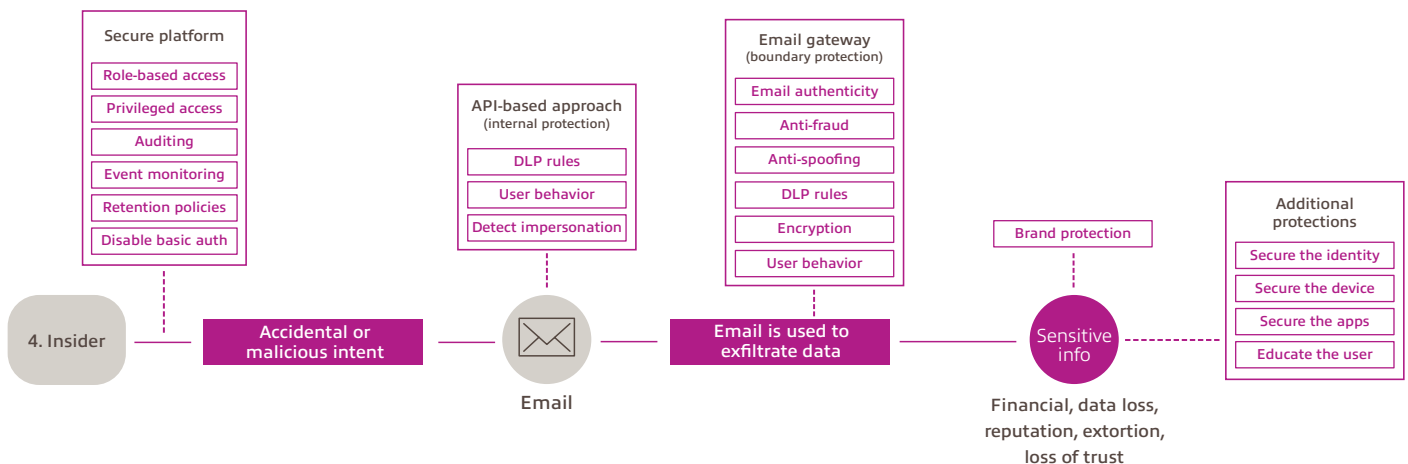 Secure platform
Role-based access
Privileged access
Auditing
Event monitoring
Retention policies
Disable basic auth
API-based approach
(internal protection)
DLP rules
User behavior
Detect impersonation
Email gateway
(boundary protection)
Email authenticity
Anti-fraud
Anti-spoofing
DLP rules
Encryption
User behavior
Brand protection
Additional
protections
Secure the identity
Secure the device
Secure the apps
Educate the user
4. Insider
Accidental or
malicious intent
Email
Email is used to
exfiltrate data
Sensitive
info
Financial, data loss,
reputation, extortion,
loss of trust